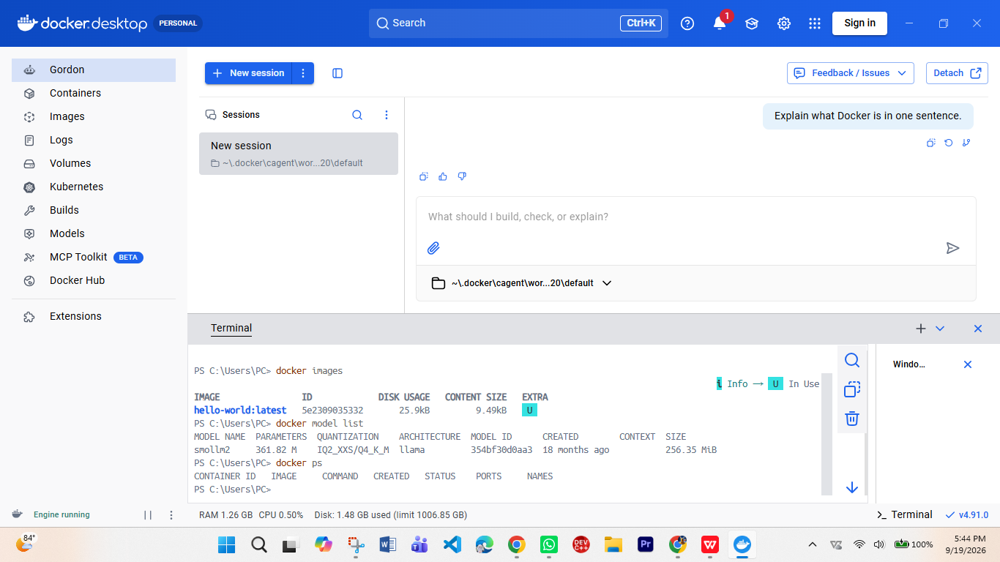 docker.desktop PERSONAL
Search Ctrl+K
1
Sign in
Gordon
Containers
Images
Logs
Volumes
Kubernetes
Builds
Models
MCP Toolkit BETA
Docker Hub
Extensions
New session
Feedback / Issues
Detach
Sessions
New session
~\.docker\cagent\wor...20\default
Explain what Docker is in one sentence.
What should I build, check, or explain?
~\.docker\cagent\wor...20\default
Terminal
PS C:\Users\PC> docker images
i Info → U In Use
IMAGE ID DISK USAGE CONTENT SIZE EXTRA
hello-world:latest 5e2309035332 25.9kB 9.49kB U
PS C:\Users\PC> docker model list
MODEL NAME PARAMETERS QUANTIZATION ARCHITECTURE MODEL ID CREATED CONTEXT SIZE
smollm2 361.82 M IQ2_XXS/Q4_K_M llama 354bf30d0aa3 18 months ago 256.35 MiB
PS C:\Users\PC> docker ps
CONTAINER ID IMAGE COMMAND CREATED STATUS PORTS NAMES
PS C:\Users\PC>
Windo...
Engine running
RAM 1.26 GB CPU 0.50% Disk: 1.48 GB used (limit 1006.85 GB)
Terminal
v4.91.0
84°
DEV C++
Pr
100%
5:44 PM
9/19/2026